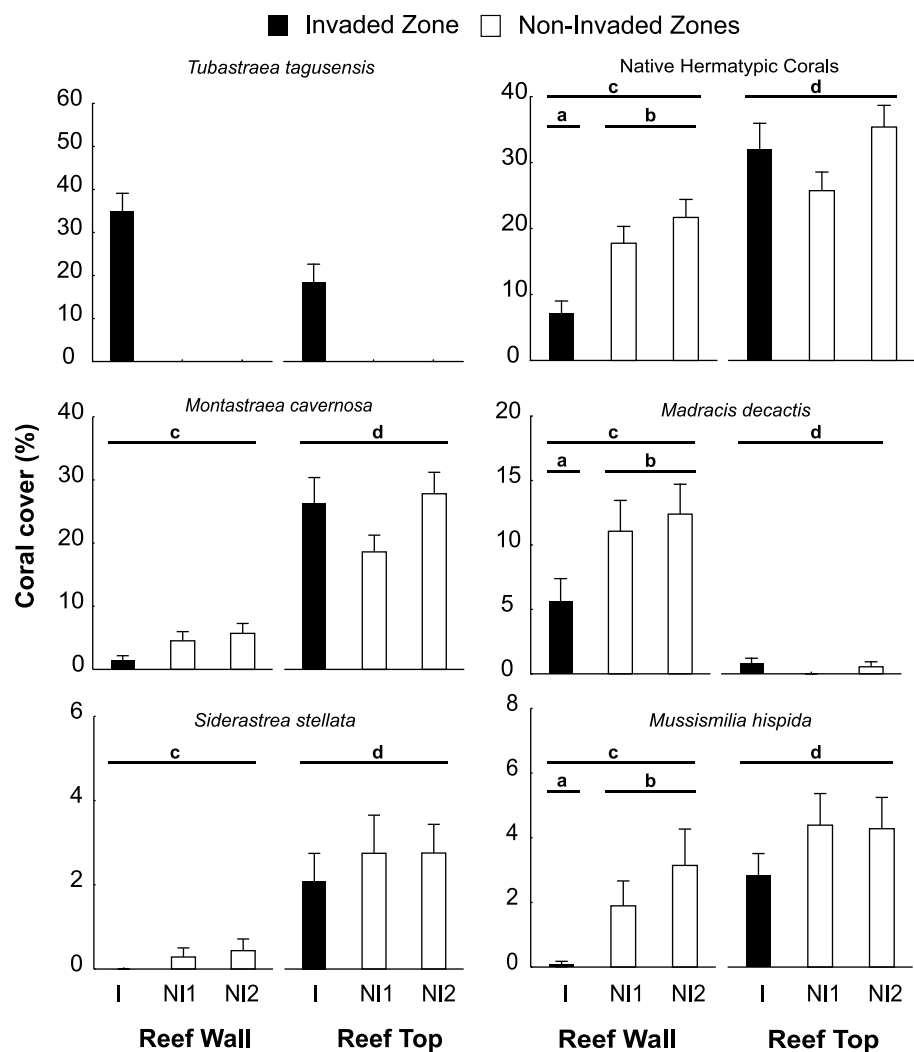 Invaded Zone Non-Invaded Zones
Tubastraea tagusensis
60
50
40
30
20
10
0
Native Hermatypic Corals
c d
a b
40
30
20
10
0
Coral cover (%)
Montastraea cavernosa
c d
40
30
20
10
0
Madracis decactis
c d
a b
20
15
10
5
0
Siderastrea stellata
c d
6
4
2
0
I NI1 NI2 I NI1 NI2
Reef Wall Reef Top
Mussismilia hispida
c d
a b
8
6
4
2
0
I NI1 NI2 I NI1 NI2
Reef Wall Reef Top